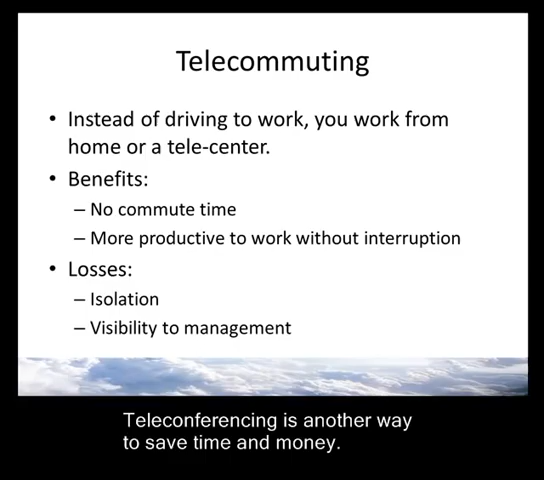 Telecommuting
• Instead of driving to work, you work from
home or a tele-center.
• Benefits:
– No commute time
– More productive to work without interruption
• Losses:
– Isolation
– Visibility to management
Teleconferencing is another way
to save time and money.